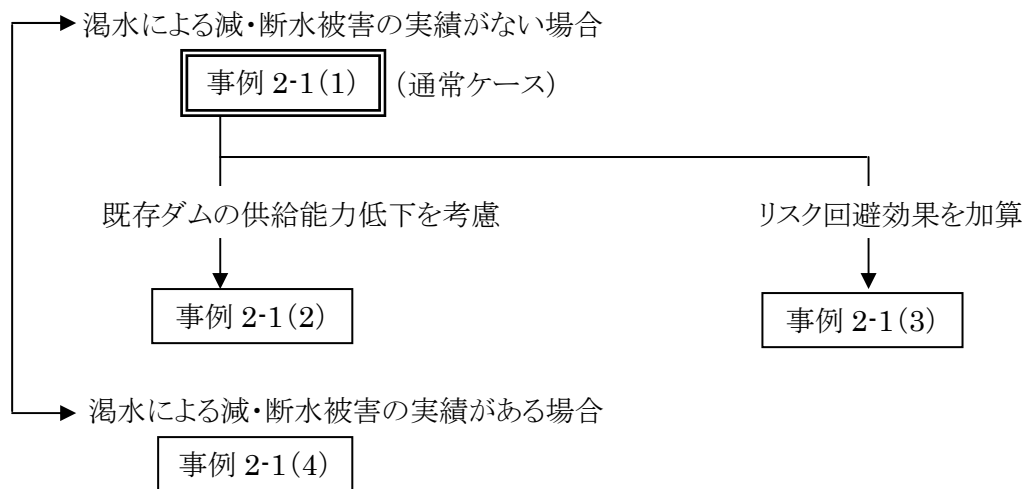 渇水による減・断水被害の実績がない場合
事例 2-1(1) (通常ケース)
既存ダムの供給能力低下を考慮
リスク回避効果を加算
事例 2-1(2)
事例 2-1(3)
渇水による減・断水被害の実績がある場合
事例 2-1(4)